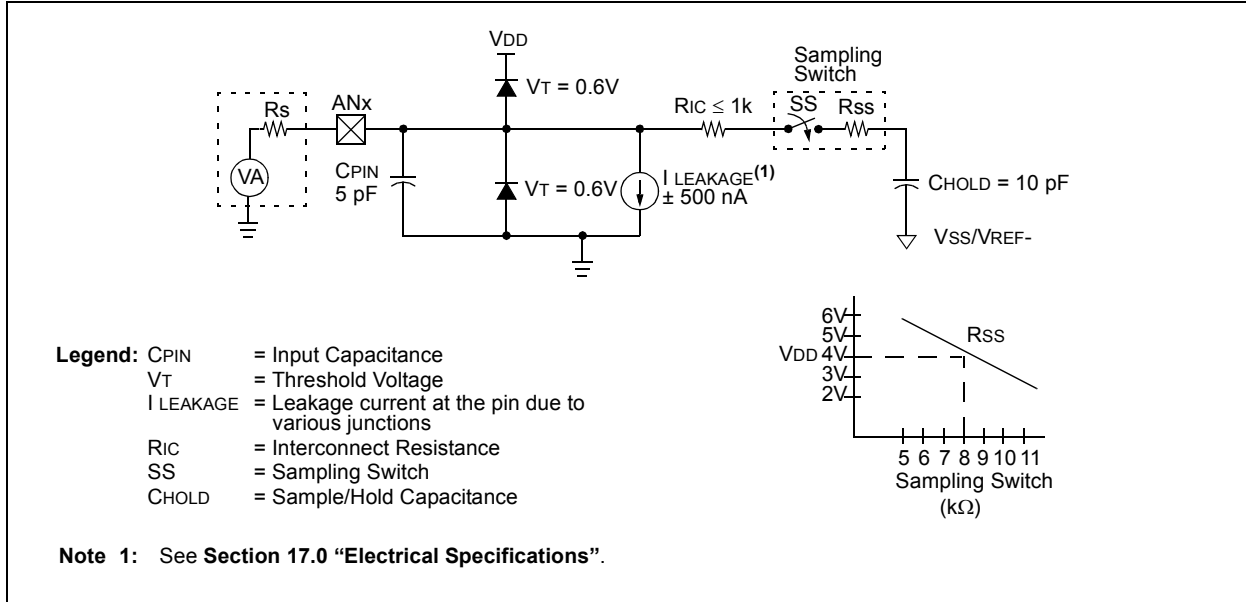 VDD
Sampling
Switch
VT = 0.6V
Rs
ANx
RIC ≤ 1k
SS
Rss
VA
CPIN
5 pF
VT = 0.6V
I LEAKAGE(1)
± 500 nA
CHOLD = 10 pF
VSS/VREF-
6V
5V
VDD 4V
3V
2V
RSS
5 6 7 8 9 10 11
Sampling Switch
(kΩ)
Legend: CPIN = Input Capacitance
VT = Threshold Voltage
I LEAKAGE = Leakage current at the pin due to
various junctions
RIC = Interconnect Resistance
SS = Sampling Switch
CHOLD = Sample/Hold Capacitance
Note 1: See Section 17.0 “Electrical Specifications”.